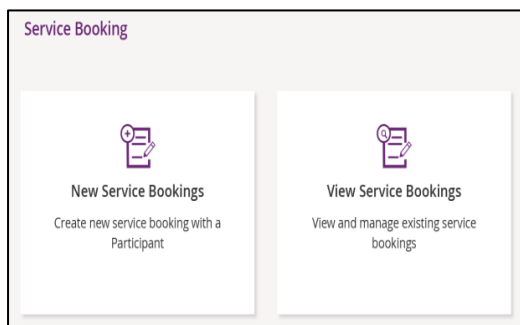 Service Booking
New Service Bookings
Create new service booking with a
Participant
View Service Bookings
View and manage existing service
bookings